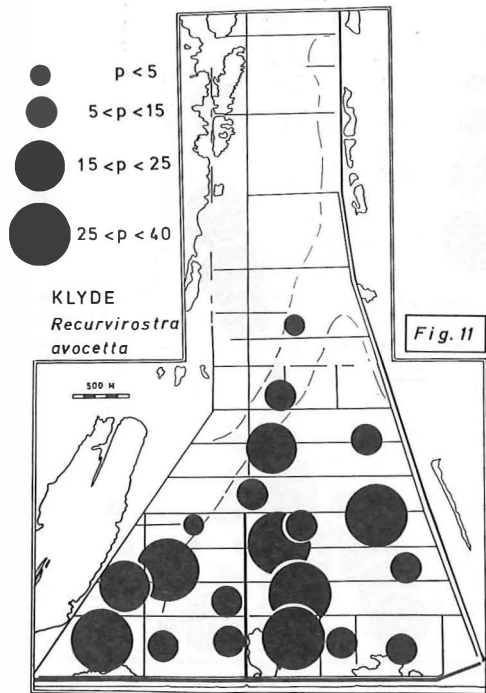 p < 5
5 < p < 15
15 < p < 25
25 < p < 40
KLYDE
Recurvirostra
avocetta
Fig. 11
500 M